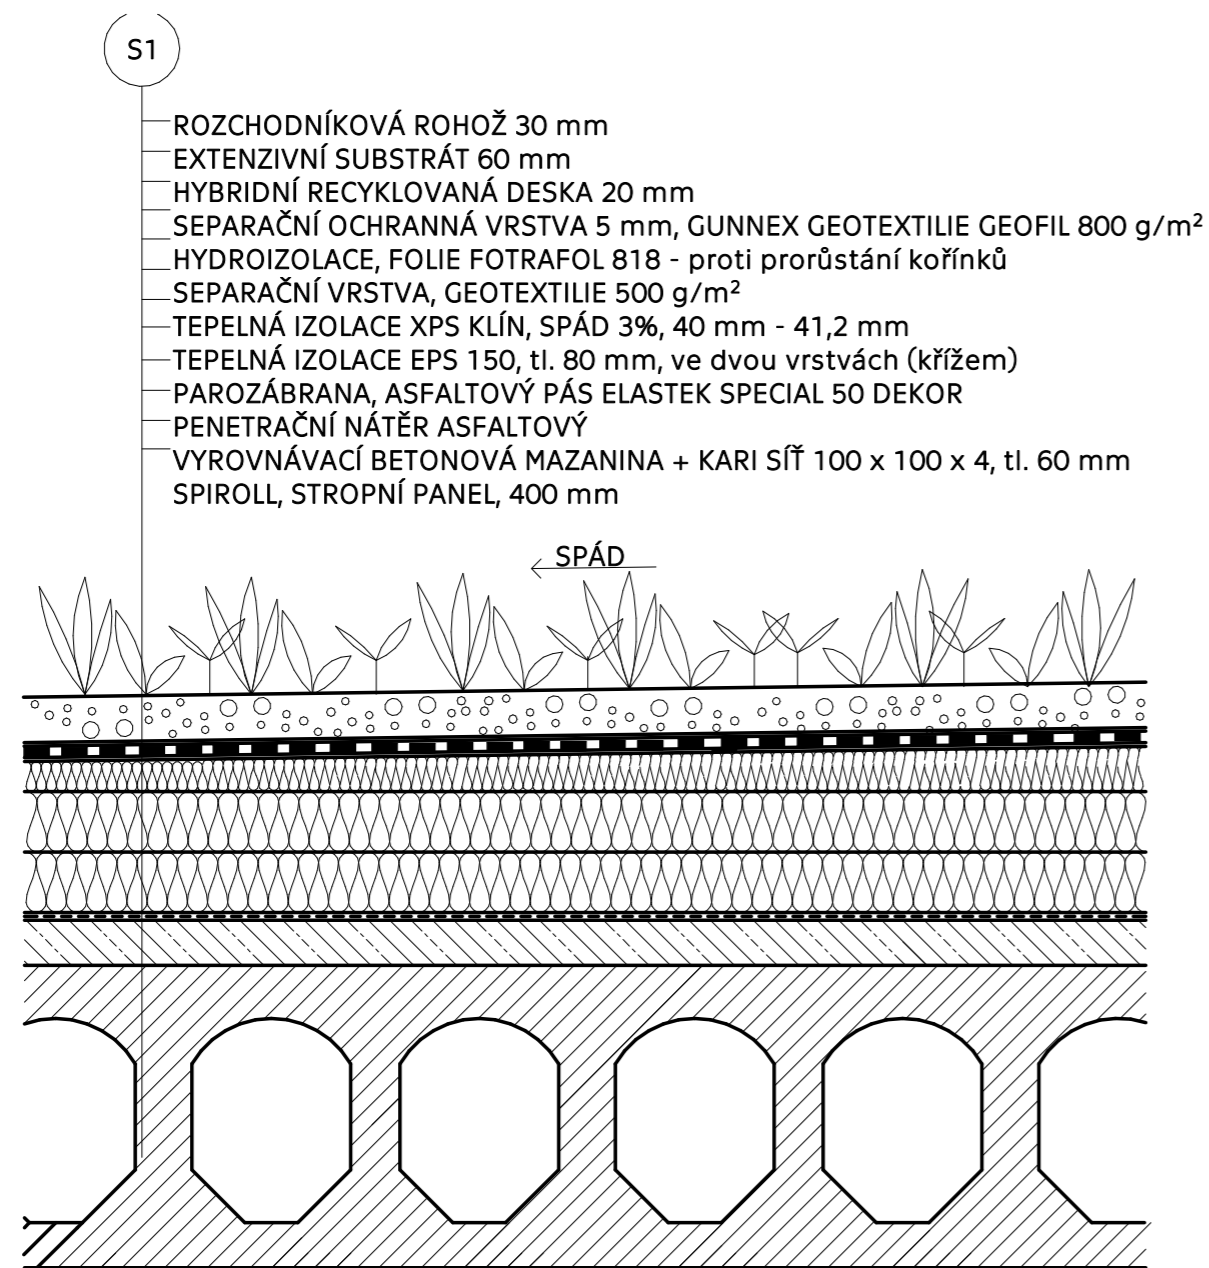 S1
ROZCHODNÍKOVÁ ROHOŽ 30 mm
EXTENZIVNÍ SUBSTRÁT 60 mm
HYBRIDNÍ RECYKLOVANÁ DESKA 20 mm
SEPARAČNÍ OCHRANNÁ VRSTVA 5 mm, GUNNEX GEOTEXTILIE GEOFIL 800 g/m²
HYDROIZOLACE, FOLIE FOTRAFOL 818 - proti prorůstání kořínků
SEPARAČNÍ VRSTVA, GEOTEXTILIE 500 g/m²
TEPELNÁ IZOLACE XPS KLÍN, SPÁD 3%, 40 mm - 41,2 mm
TEPELNÁ IZOLACE EPS 150, tl. 80 mm, ve dvou vrstvách (křížem)
PAROZÁBRANA, ASFALTOVÝ PÁS ELASTEK SPECIAL 50 DEKOR
PENETRAČNÍ NÁTĚR ASFALTOVÝ
VYROVNÁVACÍ BETONOVÁ MAZANINA + KARI SÍŤ 100 x 100 x 4, tl. 60 mm
SPIROLL, STROPNÍ PANEL, 400 mm
SPÁD